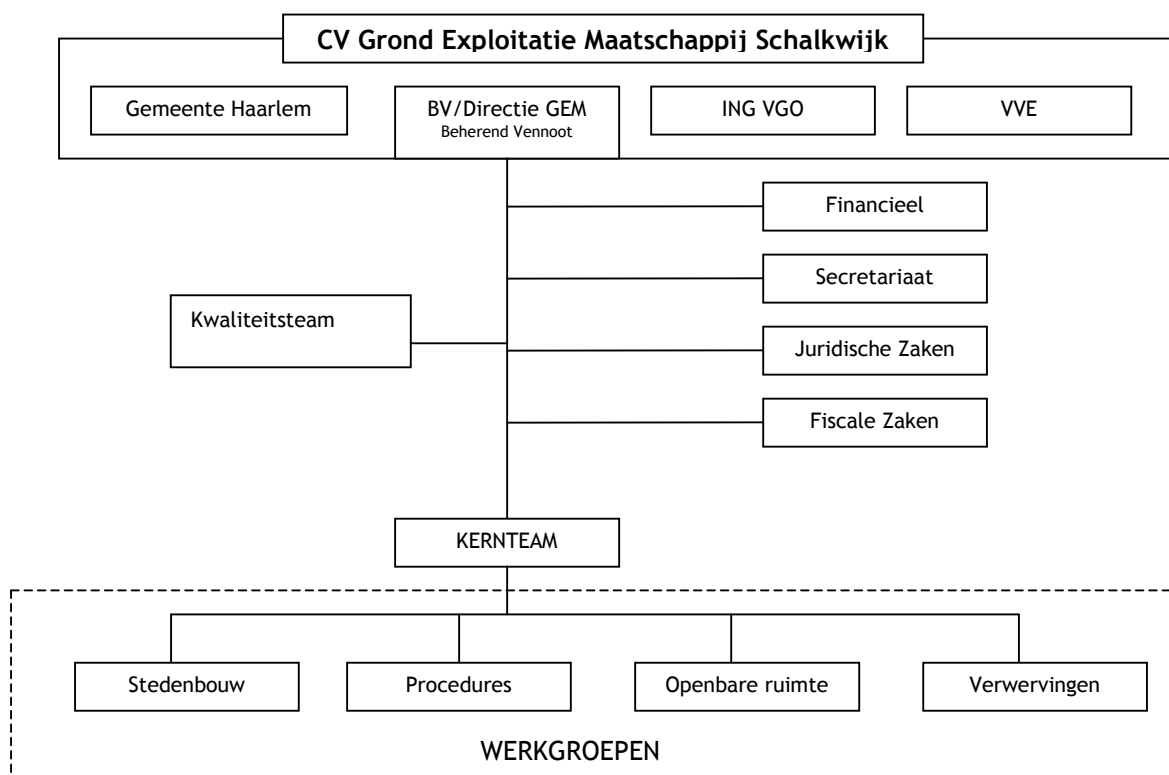 CV Grond Exploitatie Maatschappij Schalkwijk
Gemeente Haarlem
BV/Directie GEM
Beherend Vennoot
ING VGO
VVE
Financieel
Secretariaat
Kwaliteitsteam
Juridische Zaken
Fiscale Zaken
KERNTEAM
Stedenbouw
Procedures
Openbare ruimte
Verwervingen
WERKGROEPEN